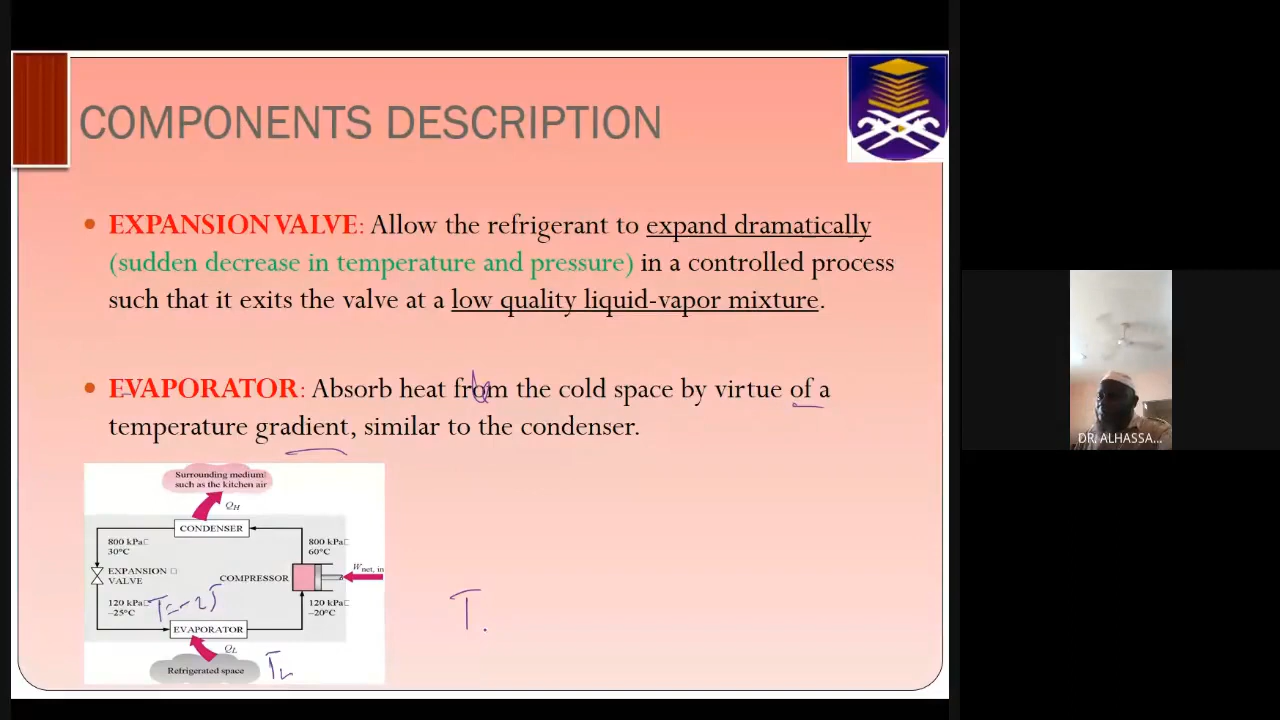 COMPONENTS DESCRIPTION
• EXPANSION VALVE: Allow the refrigerant to expand dramatically
(sudden decrease in temperature and pressure) in a controlled process
such that it exits the valve at a low quality liquid-vapor mixture.
• EVAPORATOR: Absorb heat from the cold space by virtue of a
temperature gradient, similar to the condenser.
Surrounding medium
such as the kitchen air
QH
CONDENSER
800 kPa
30°C
800 kPa
60°C
EXPANSION
VALVE
COMPRESSOR
Wnet, in
120 kPa
–25°C
T=-25
120 kPa
–20°C
EVAPORATOR
QL
Refrigerated space
TL
T.
DR. ALHASSA...